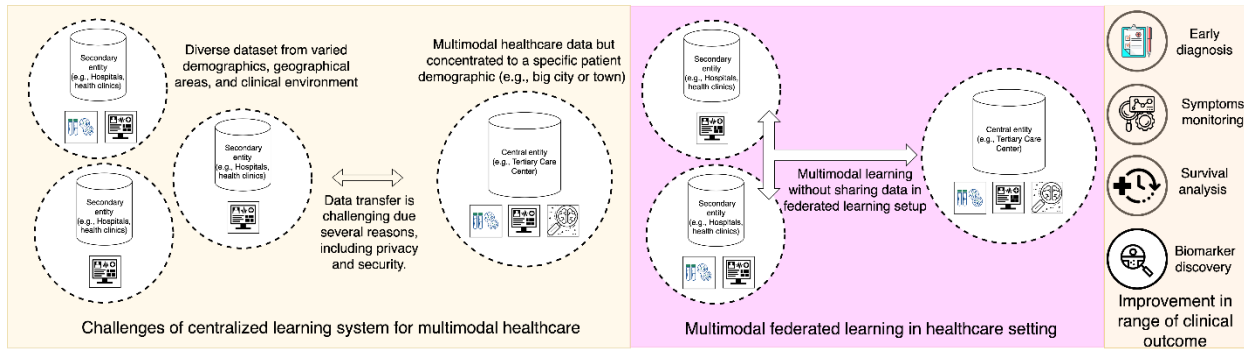 Secondary
entity
(e.g., Hospitals,
health clinics)
Diverse dataset from varied
demographics, geographical
areas, and clinical environment
Secondary
entity
(e.g., Hospitals,
health clinics)
Secondary
entity
(e.g., Hospitals,
health clinics)
Data transfer is
challenging due
several reasons,
including privacy
and security.
Multimodal healthcare data but
concentrated to a specific patient
demographic (e.g., big city or town)
Central entity
(e.g., Tertiary Care
Center)
Challenges of centralized learning system for multimodal healthcare
Secondary
entity
(e.g., Hospitals,
health clinics)
Secondary
entity
(e.g., Hospitals,
health clinics)
Multimodal learning
without sharing data in
federated learning setup
Central entity
(e.g., Tertiary Care
Center)
Multimodal federated learning in healthcare setting
Early
diagnosis
Symptoms
monitoring
Survival
analysis
Biomarker
discovery
Improvement in
range of clinical
outcome